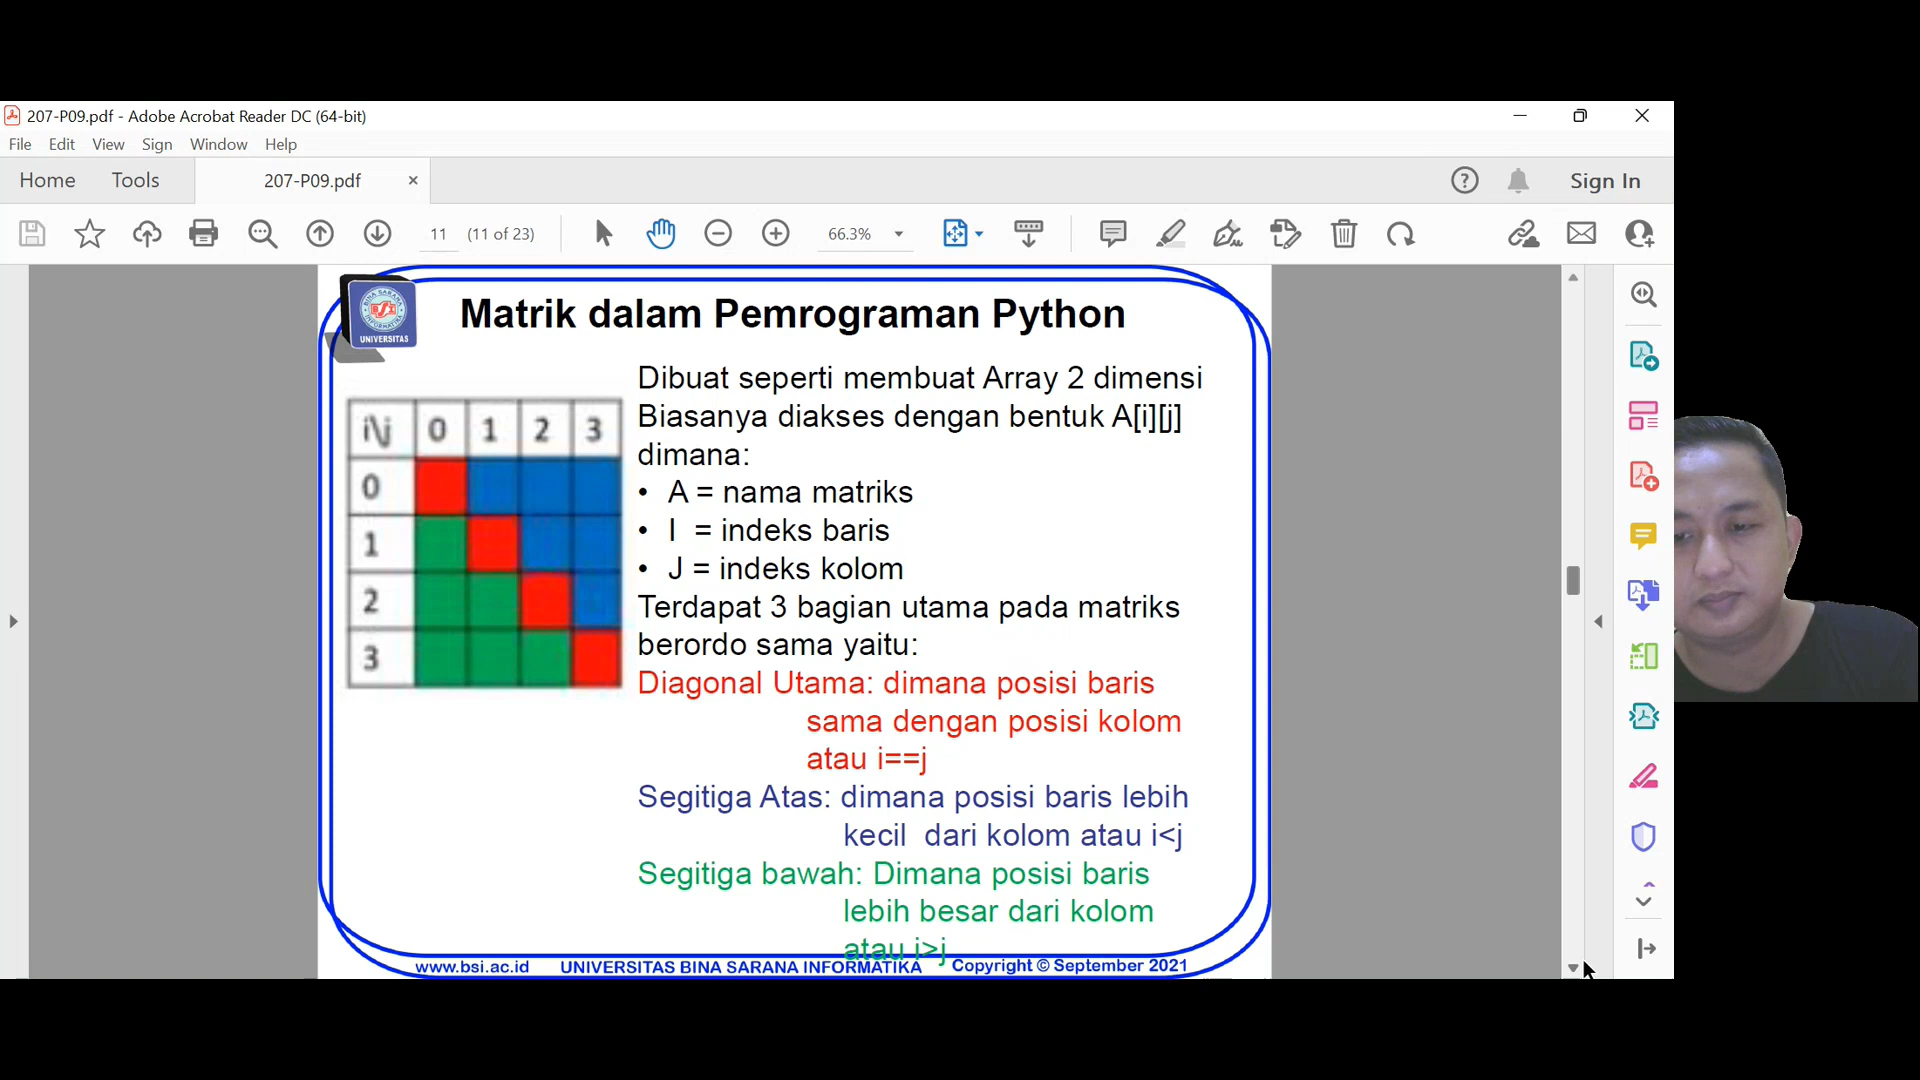 207-P09.pdf - Adobe Acrobat Reader DC (64-bit)
File Edit View Sign Window Help
Home Tools 207-P09.pdf × Sign In
11 (11 of 23) 66.3%
BINA SARANA INFORMATIKA
BSI
UNIVERSITAS
Matrik dalam Pemrograman Python
i\j 0 1 2 3
0
1
2
3
Dibuat seperti membuat Array 2 dimensi
Biasanya diakses dengan bentuk A[i][j]
dimana:
• A = nama matriks
• I = indeks baris
• J = indeks kolom
Terdapat 3 bagian utama pada matriks
berordo sama yaitu:
Diagonal Utama: dimana posisi baris
sama dengan posisi kolom
atau i==j
Segitiga Atas: dimana posisi baris lebih
kecil dari kolom atau i<j
Segitiga bawah: Dimana posisi baris
lebih besar dari kolom
atau i>j
www.bsi.ac.id UNIVERSITAS BINA SARANA INFORMATIKA Copyright © September 2021